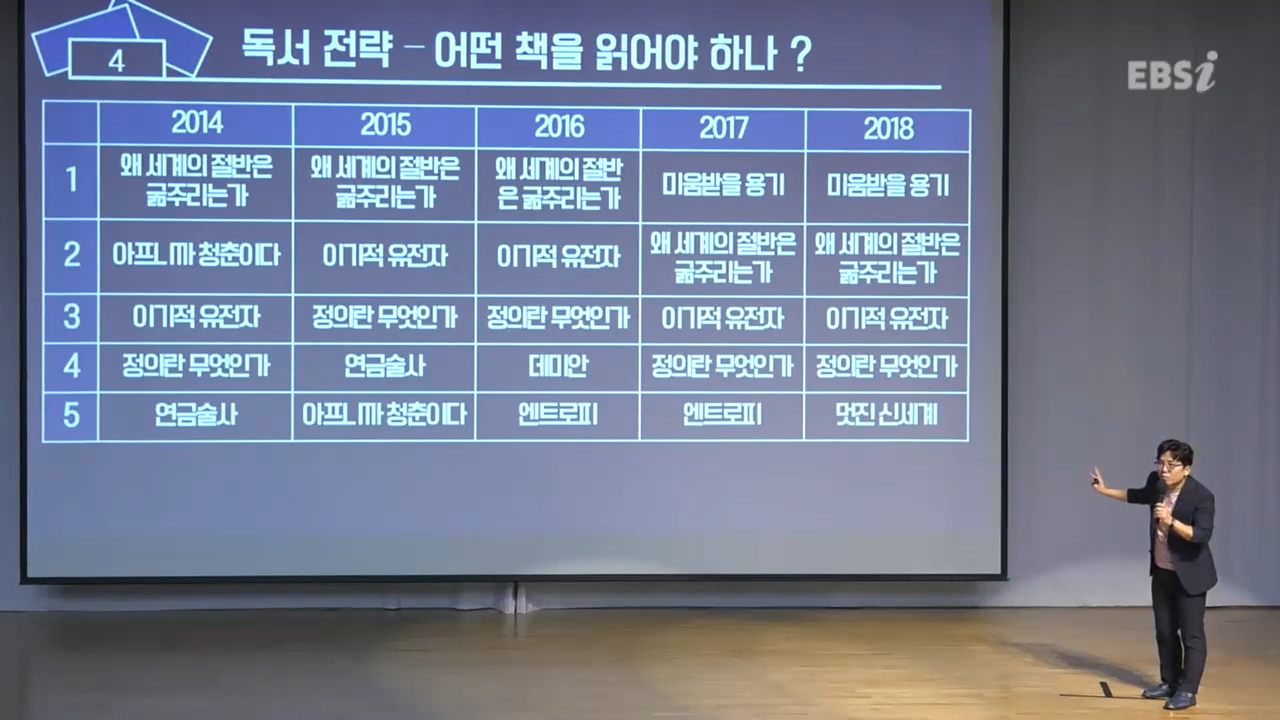 4
독서 전략 – 어떤 책을 읽어야 하나 ?
EBSi
2014 2015 2016 2017 2018
1 왜 세계의 절반은 굶주리는가 왜 세계의 절반은 굶주리는가 왜 세계의 절반은 굶주리는가 미움받을 용기 미움받을 용기
2 아프니까 청춘이다 이기적 유전자 이기적 유전자 왜 세계의 절반은 굶주리는가 왜 세계의 절반은 굶주리는가
3 이기적 유전자 정의란 무엇인가 정의란 무엇인가 이기적 유전자 이기적 유전자
4 정의란 무엇인가 연금술사 데미안 정의란 무엇인가 정의란 무엇인가
5 연금술사 아프니까 청춘이다 엔트로피 엔트로피 멋진 신세계